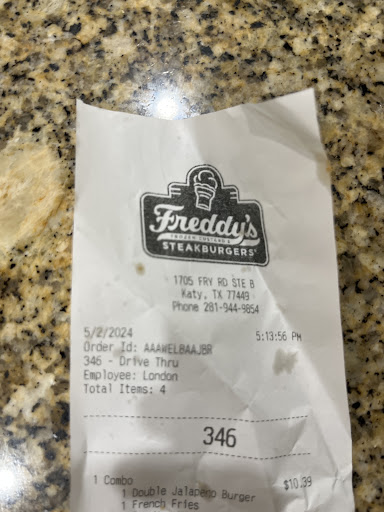 Freddy's
FROZEN CUSTARD &
STEAKBURGERS
1705 FRY RD STE B
Katy, TX 77449
Phone 281-944-9854
5/2/2024 5:13:56 PM
Order Id: AAAWELBAAJBR
346 - Drive Thru
Employee: London
Total Items: 4
346
1 Combo $10.39
1 Double Jalapeno Burger
1 French Fries